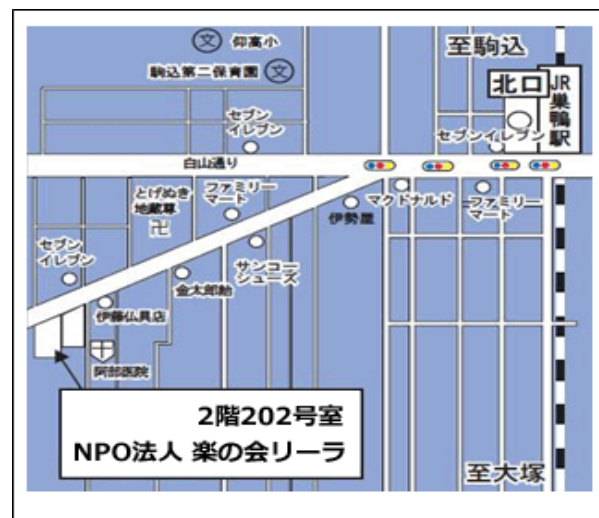 文 仰高小
至駒込
駒込第二保育園 文
北口
JR巣鴨駅
セブン
イレブン
セブンイレブン
白山通り
とげぬき
地蔵尊
卍
ファミリー
マート
伊勢屋
マクドナルド
ファミリー
マート
セブン
イレブン
サンコー
シューズ
金太郎飴
伊藤仏具店
阿部医院
2階202号室
NPO法人 楽の会リーラ
至大塚